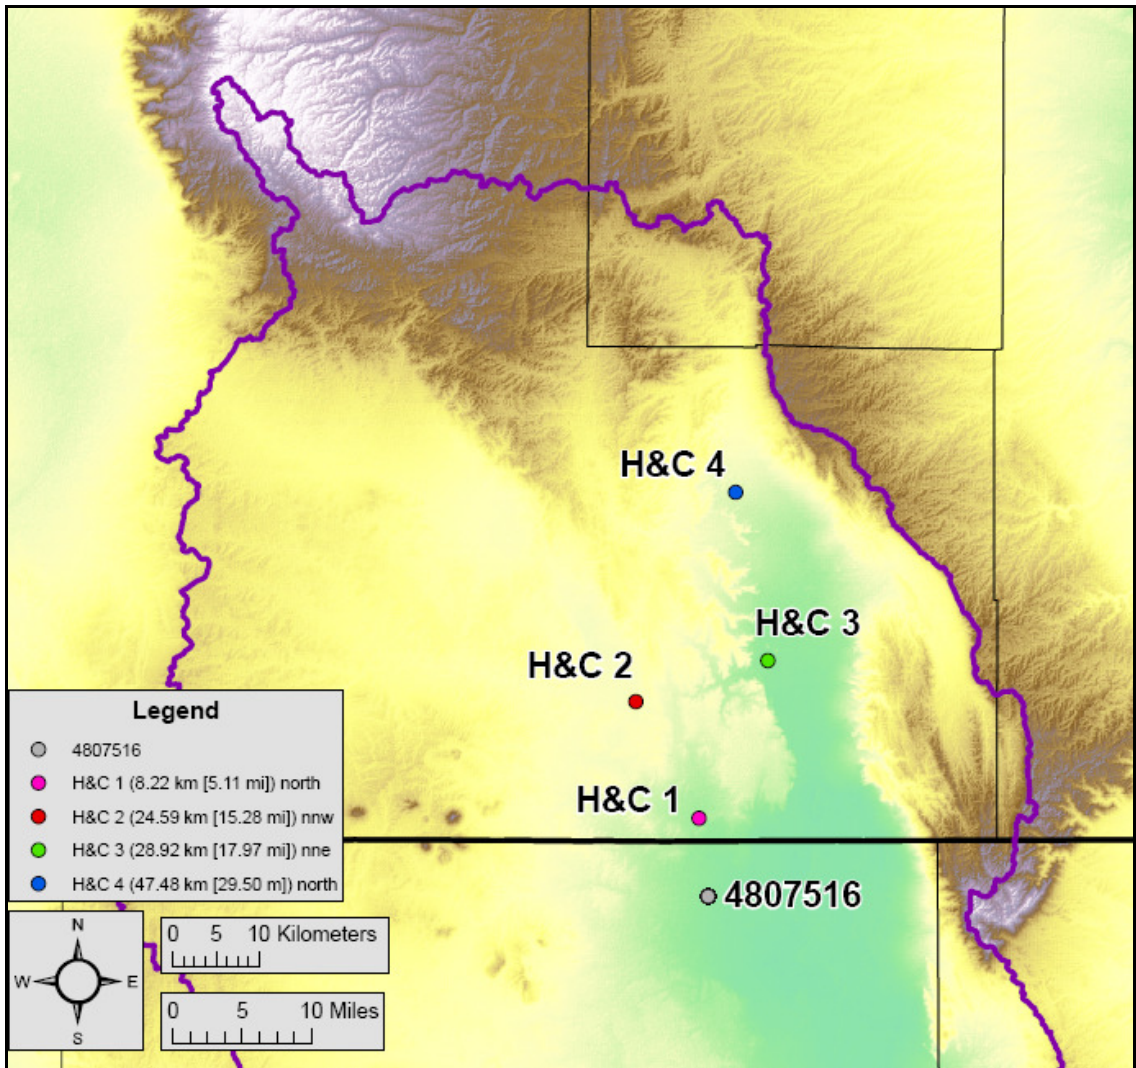 H&C 4
H&C 3
H&C 2
H&C 1
4807516
Legend
4807516
H&C 1 (8.22 km [5.11 mi]) north
H&C 2 (24.59 km [15.28 mi]) nnw
H&C 3 (28.92 km [17.97 mi]) nne
H&C 4 (47.48 km [29.50 m]) north
N
W E
S
0 5 10 Kilometers
0 5 10 Miles